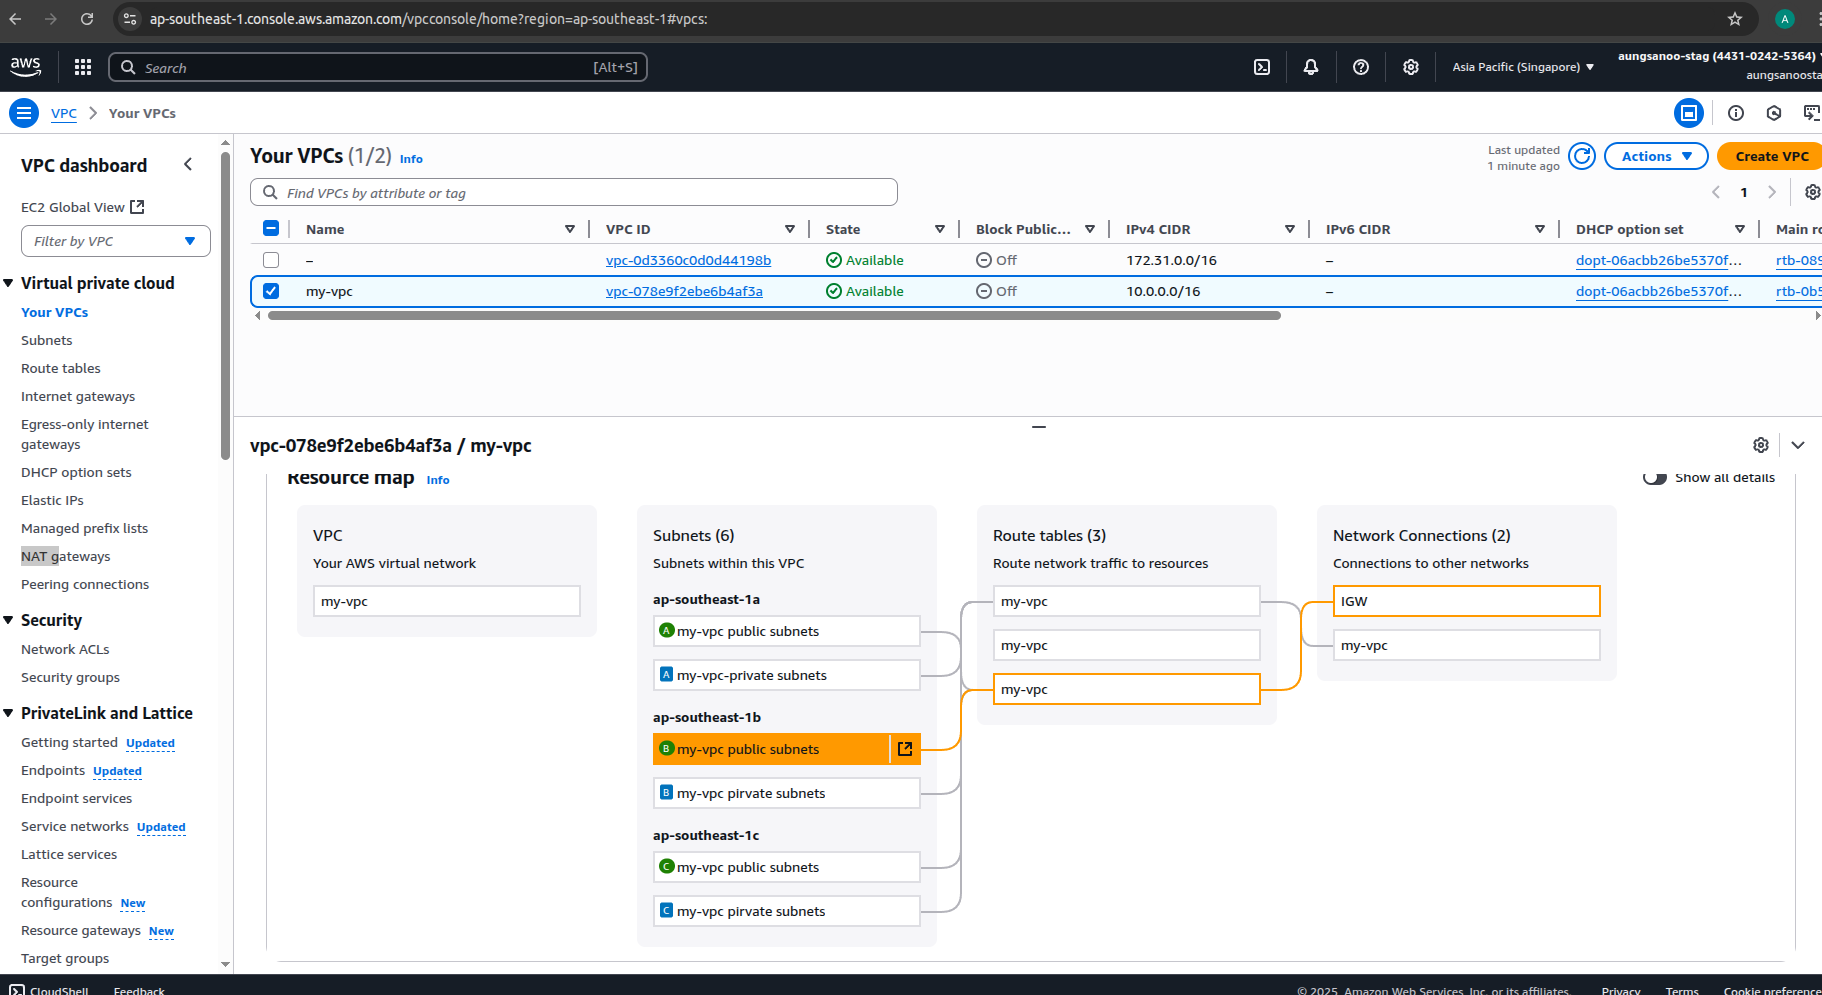 ap-southeast-1.console.aws.amazon.com/vpcconsole/home?region=ap-southeast-1#vpcs:
A
aws
Search
[Alt+S]
Asia Pacific (Singapore)
aungsanoo-stag (4431-0242-5364)
aungsanoosta
VPC
Your VPCs
VPC dashboard
EC2 Global View
Filter by VPC
Virtual private cloud
Your VPCs
Subnets
Route tables
Internet gateways
Egress-only internet
gateways
DHCP option sets
Elastic IPs
Managed prefix lists
NAT gateways
Peering connections
Security
Network ACLs
Security groups
PrivateLink and Lattice
Getting started Updated
Endpoints Updated
Endpoint services
Service networks Updated
Lattice services
Resource
configurations New
Resource gateways New
Target groups
Your VPCs (1/2) Info
Last updated
1 minute ago
Actions
Create VPC
Find VPCs by attribute or tag
1
Name VPC ID State Block Public... IPv4 CIDR IPv6 CIDR DHCP option set Main ro
– vpc-0d3360c0d0d44198b Available Off 172.31.0.0/16 – dopt-06acbb26be5370f... rtb-089
my-vpc vpc-078e9f2ebe6b4af3a Available Off 10.0.0.0/16 – dopt-06acbb26be5370f... rtb-0b5
vpc-078e9f2ebe6b4af3a / my-vpc
Resource map Info
Show all details
VPC
Your AWS virtual network
my-vpc
Subnets (6)
Subnets within this VPC
ap-southeast-1a
A my-vpc public subnets
A my-vpc-private subnets
ap-southeast-1b
B my-vpc public subnets
B my-vpc pirvate subnets
ap-southeast-1c
C my-vpc public subnets
C my-vpc pirvate subnets
Route tables (3)
Route network traffic to resources
my-vpc
my-vpc
my-vpc
Network Connections (2)
Connections to other networks
IGW
my-vpc
CloudShell
Feedback
© 2025, Amazon Web Services, Inc. or its affiliates.
Privacy
Terms
Cookie preference